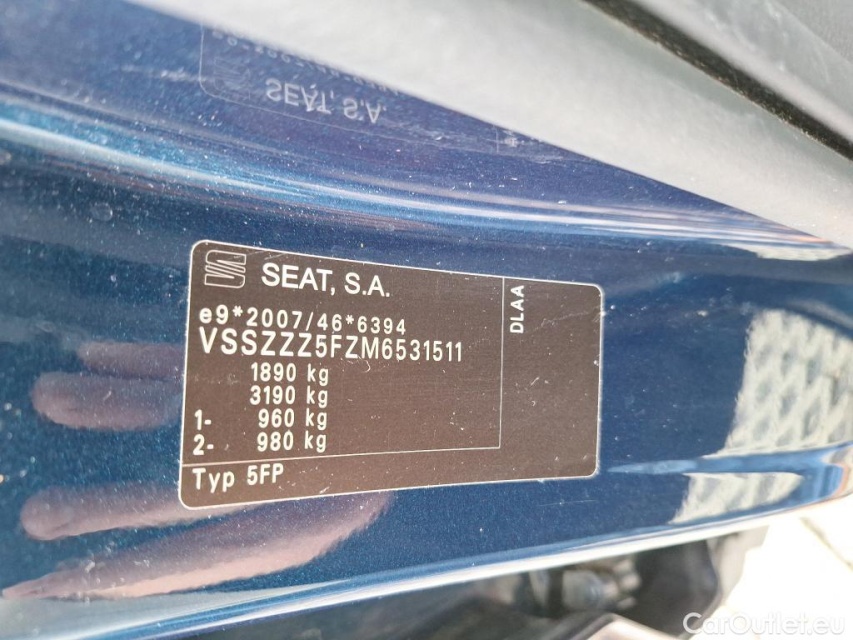 SEAT, S.A.
SEAT, S.A.
DLAA
e9*2007/46*6394
VSSZZZ5FZM6531511
1890 kg
3190 kg
1- 960 kg
2- 980 kg
Typ 5FP
CarOutlet.eu